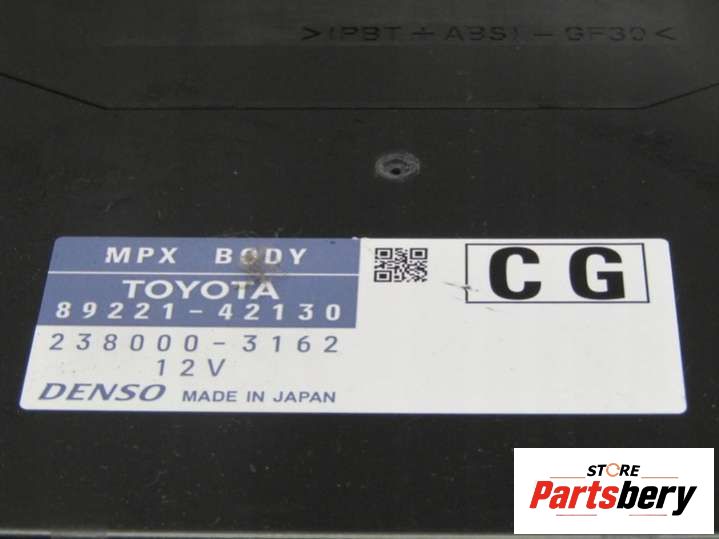 >(PBT+ABS)-GF30<
MPX BODY
TOYOTA
89221-42130
238000-3162
12V
DENSO MADE IN JAPAN
CG
STORE
Partsbery